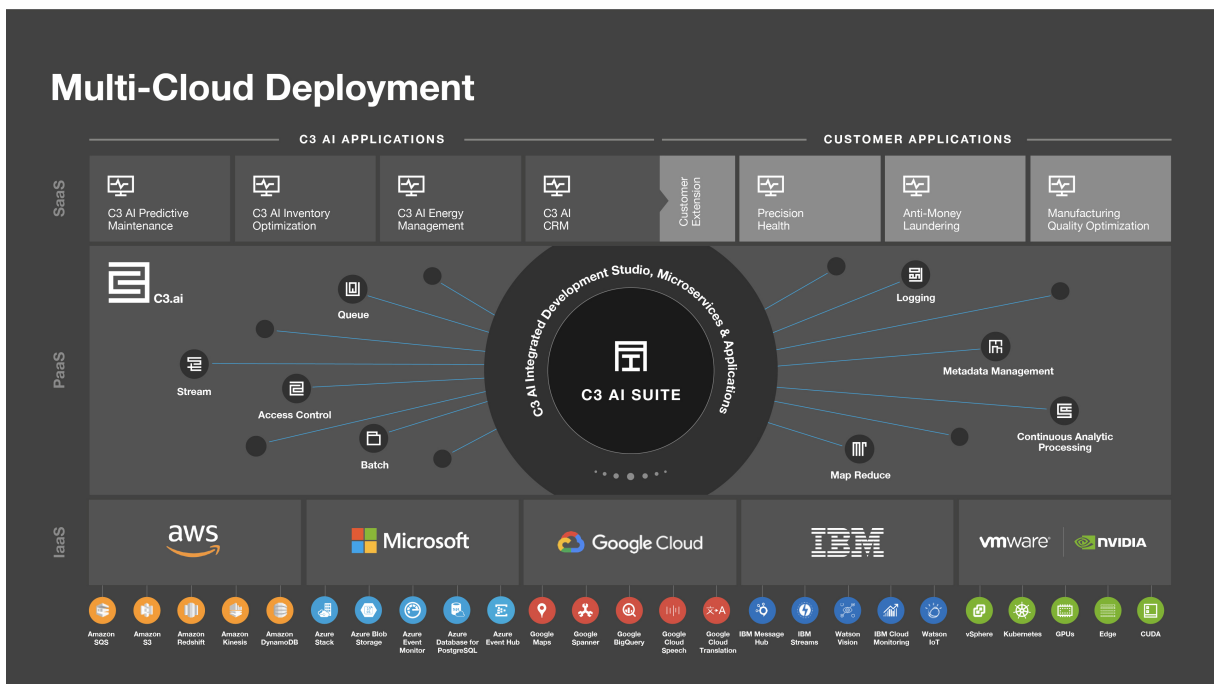 Multi-Cloud Deployment
C3 AI APPLICATIONS
CUSTOMER APPLICATIONS
SaaS
C3 AI Predictive
Maintenance
C3 AI Inventory
Optimization
C3 AI Energy
Management
C3 AI
CRM
Customer
Extension
Precision
Health
Anti-Money
Laundering
Manufacturing
Quality Optimization
PaaS
C3.ai
Queue
Stream
Access Control
Batch
C3 AI Integrated Development Studio, Microservices & Applications
C3 AI SUITE
Logging
Metadata Management
Continuous Analytic
Processing
Map Reduce
IaaS
aws
Microsoft
Google Cloud
IBM
vmware®
NVIDIA
Amazon
SQS
Amazon
S3
Amazon
Redshift
Amazon
Kinesis
Amazon
DynamoDB
Azure
Stack
Azure Blob
Storage
Azure
Event
Monitor
Azure
Database for
PostgreSQL
Azure
Event Hub
Google
Maps
Google
Spanner
Google
BigQuery
Google
Cloud
Speech
Google
Cloud
Translation
IBM Message
Hub
IBM
Streams
Watson
Vision
IBM Cloud
Monitoring
Watson
IoT
vSphere
Kubernetes
GPUs
Edge
CUDA